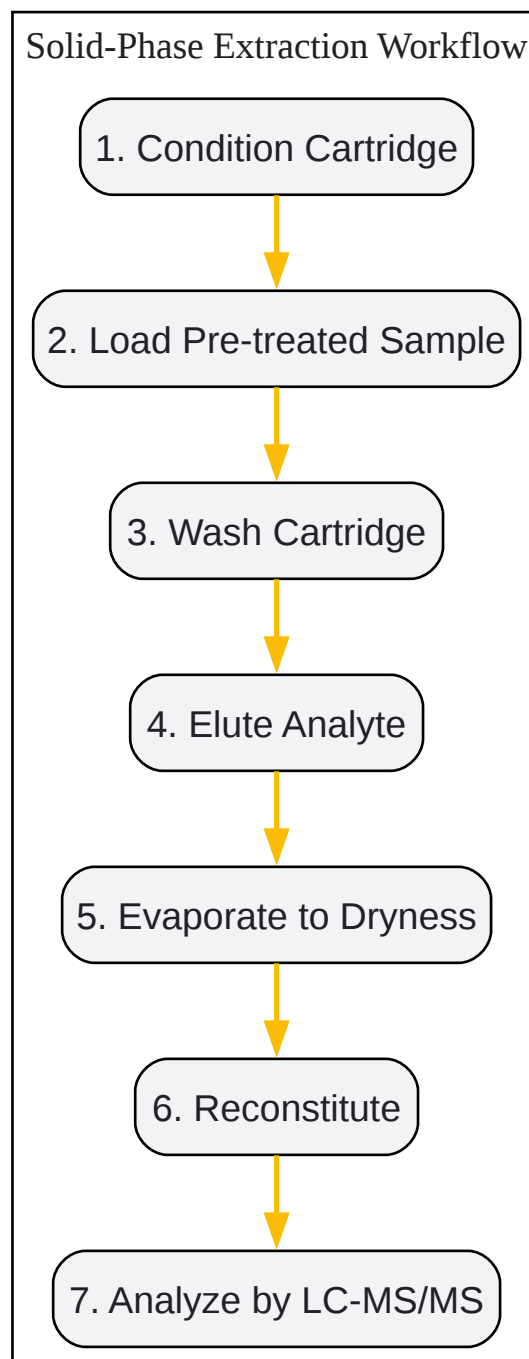 Solid-Phase Extraction Workflow
1. Condition Cartridge
2. Load Pre-treated Sample
3. Wash Cartridge
4. Elute Analyte
5. Evaporate to Dryness
6. Reconstitute
7. Analyze by LC-MS/MS